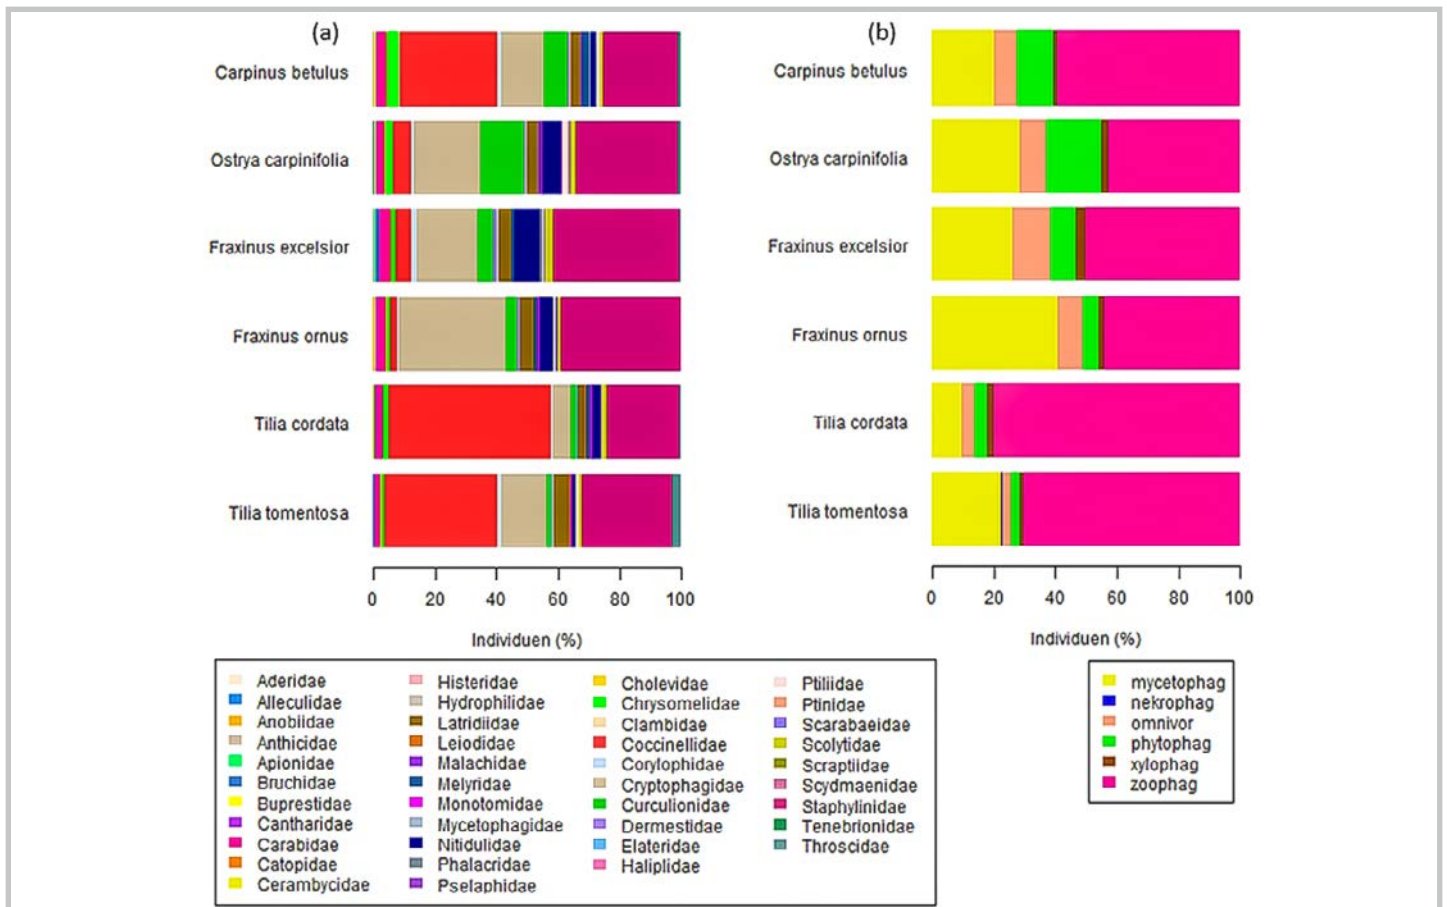 (a)
Carpinus betulus
Ostrya carpinifolia
Fraxinus excelsior
Fraxinus ornus
Tilia cordata
Tilia tomentosa
0 20 40 60 80 100
Individuen (%)
(b)
Carpinus betulus
Ostrya carpinifolia
Fraxinus excelsior
Fraxinus ornus
Tilia cordata
Tilia tomentosa
0 20 40 60 80 100
Individuen (%)
Aderidae
Alleculidae
Anobiidae
Anthicidae
Apionidae
Bruchidae
Buprestidae
Cantharidae
Carabidae
Catopidae
Cerambycidae
Histeridae
Hydrophilidae
Latridiidae
Leiodidae
Malachidae
Melyridae
Monotomidae
Mycetophagidae
Nitidulidae
Phalacridae
Pselaphidae
Cholevidae
Chrysomelidae
Clambidae
Coccinellidae
Corylophidae
Cryptophagidae
Curculionidae
Dermestidae
Elateridae
Haliplidae
Ptiliidae
Ptinidae
Scarabaeidae
Scolytidae
Scraptiidae
Scydmaenidae
Staphylinidae
Tenebrionidae
Throscidae
mycetophag
nekrophag
omnivor
phytophag
xylophag
zoophag